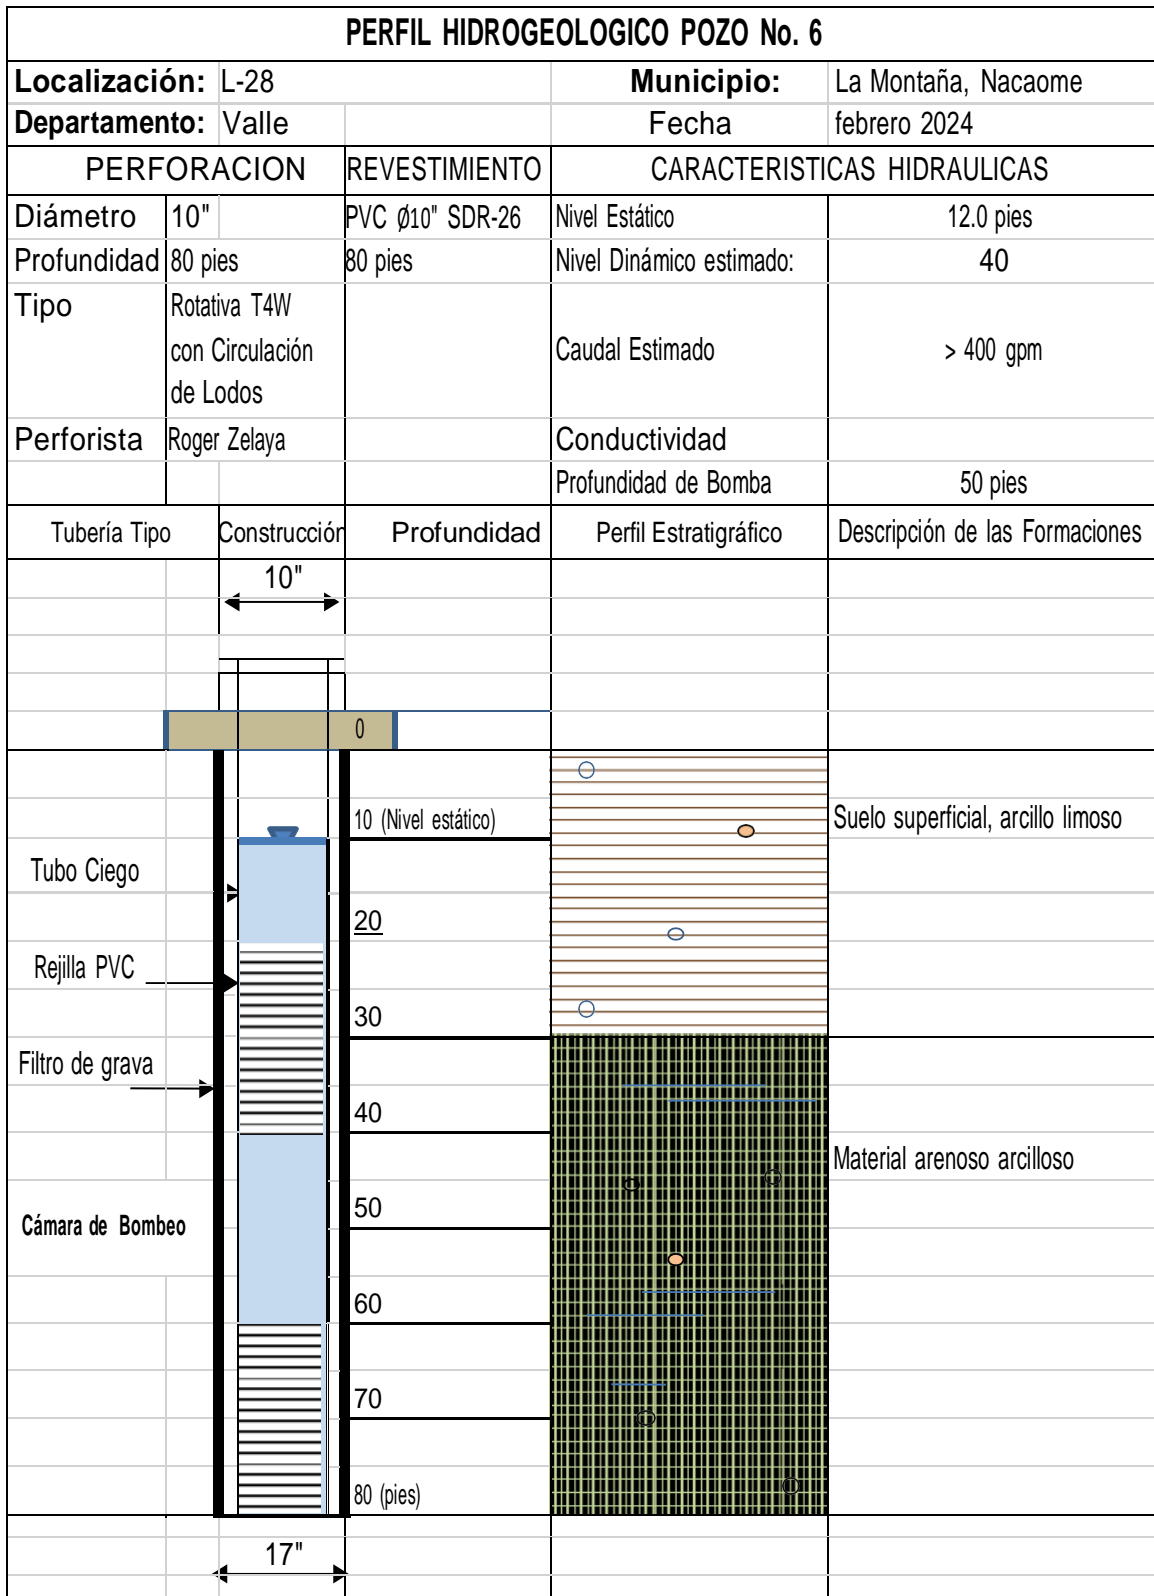 PERFIL HIDROGEOLOGICO POZO No. 6
Localización: L-28 Municipio: La Montaña, Nacaome
Departamento: Valle Fecha febrero 2024
PERFORACION REVESTIMIENTO CARACTERISTICAS HIDRAULICAS
Diámetro 10" PVC Ø10" SDR-26 Nivel Estático 12.0 pies
Profundidad 80 pies 80 pies Nivel Dinámico estimado: 40
Tipo Rotativa T4W
con Circulación Caudal Estimado > 400 gpm
de Lodos
Perforista Roger Zelaya Conductividad
Profundidad de Bomba 50 pies
Tubería Tipo Construcción Profundidad Perfil Estratigráfico Descripción de las Formaciones
10"
0
10 (Nivel estático) Suelo superficial, arcillo limoso
Tubo Ciego
20
Rejilla PVC
30
Filtro de grava
40
Material arenoso arcilloso
50
Cámara de Bombeo
60
70
80 (pies)
17"